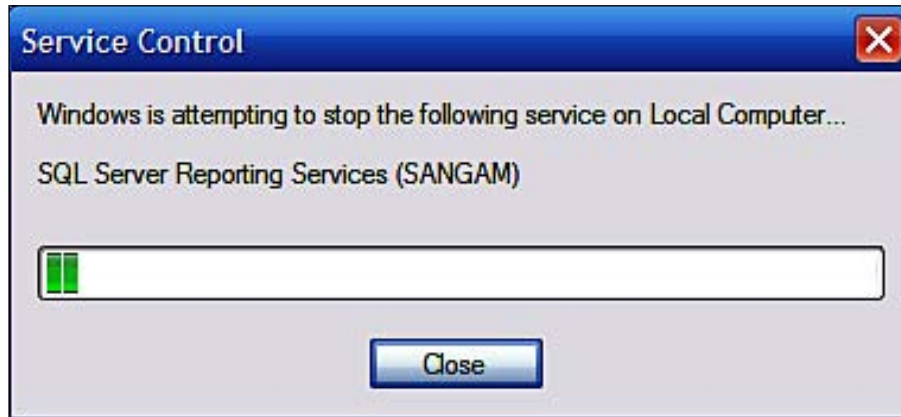 Service Control
Windows is attempting to stop the following service on Local Computer...
SQL Server Reporting Services (SANGAM)
Close